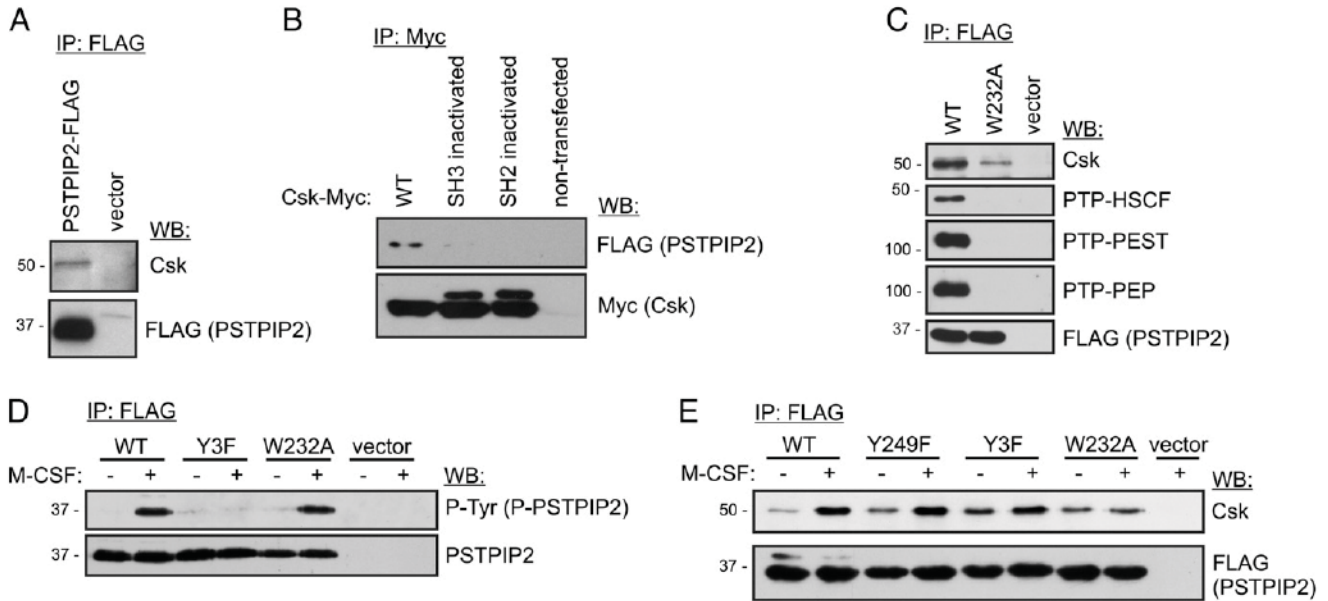 A
IP: FLAG
PSTPIP2-FLAG
vector
WB:
50 -
Csk
37 -
FLAG (PSTPIP2)
B
IP: Myc
Csk-Myc:
WT
SH3 inactivated
SH2 inactivated
non-transfected
WB:
FLAG (PSTPIP2)
Myc (Csk)
C
IP: FLAG
WT
W232A
vector
WB:
50 -
Csk
50 -
PTP-HSCF
100 -
PTP-PEST
100 -
PTP-PEP
37 -
FLAG (PSTPIP2)
D
IP: FLAG
WT Y3F W232A vector
M-CSF: - + - + - + - + WB:
37 - P-Tyr (P-PSTPIP2)
37 - PSTPIP2
E
IP: FLAG
WT Y249F Y3F W232A vector
M-CSF: - + - + - + - + + WB:
50 - Csk
37 - FLAG
(PSTPIP2)